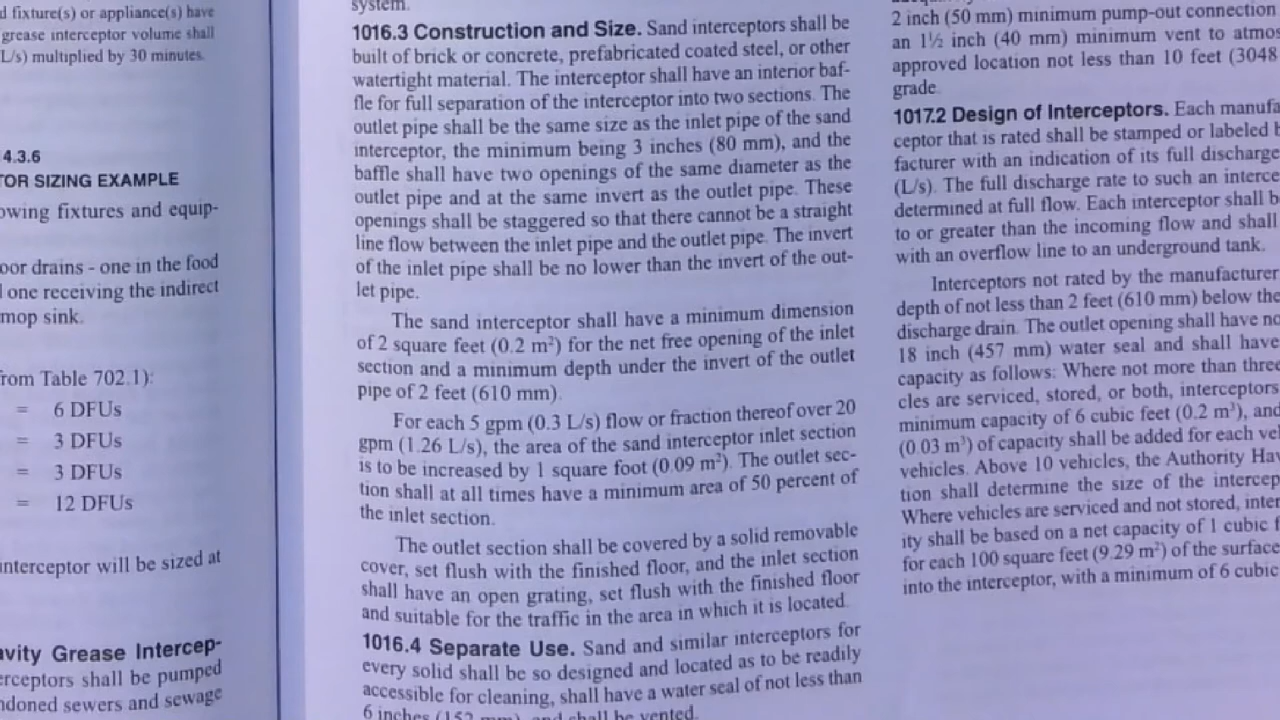 d fixture(s) or appliance(s) have
grease interceptor volume shall
L/s) multiplied by 30 minutes.
4.3.6
TOR SIZING EXAMPLE
owing fixtures and equip-
oor drains - one in the food
one receiving the indirect
mop sink.
rom Table 702.1):
= 6 DFUs
= 3 DFUs
= 3 DFUs
= 12 DFUs
interceptor will be sized at
avity Grease Intercep-
erceptors shall be pumped
ndoned sewers and sewage
system.
1016.3 Construction and Size. Sand interceptors shall be
built of brick or concrete, prefabricated coated steel, or other
watertight material. The interceptor shall have an interior baf-
fle for full separation of the interceptor into two sections. The
outlet pipe shall be the same size as the inlet pipe of the sand
interceptor, the minimum being 3 inches (80 mm), and the
baffle shall have two openings of the same diameter as the
outlet pipe and at the same invert as the outlet pipe. These
openings shall be staggered so that there cannot be a straight
line flow between the inlet pipe and the outlet pipe. The invert
of the inlet pipe shall be no lower than the invert of the out-
let pipe.
The sand interceptor shall have a minimum dimension
of 2 square feet (0.2 m²) for the net free opening of the inlet
section and a minimum depth under the invert of the outlet
pipe of 2 feet (610 mm).
For each 5 gpm (0.3 L/s) flow or fraction thereof over 20
gpm (1.26 L/s), the area of the sand interceptor inlet section
is to be increased by 1 square foot (0.09 m²). The outlet sec-
tion shall at all times have a minimum area of 50 percent of
the inlet section.
The outlet section shall be covered by a solid removable
cover, set flush with the finished floor, and the inlet section
shall have an open grating, set flush with the finished floor
and suitable for the traffic in the area in which it is located.
1016.4 Separate Use. Sand and similar interceptors for
every solid shall be so designed and located as to be readily
accessible for cleaning, shall have a water seal of not less than
6 inches (152 mm), and shall be vented.
2 inch (50 mm) minimum pump-out connection
an 1½ inch (40 mm) minimum vent to atmos
approved location not less than 10 feet (3048
grade.
1017.2 Design of Interceptors. Each manufa
ceptor that is rated shall be stamped or labeled b
facturer with an indication of its full discharge
(L/s). The full discharge rate to such an interce
determined at full flow. Each interceptor shall b
to or greater than the incoming flow and shall
with an overflow line to an underground tank.
Interceptors not rated by the manufacturer
depth of not less than 2 feet (610 mm) below the
discharge drain. The outlet opening shall have no
18 inch (457 mm) water seal and shall have
capacity as follows: Where not more than three
cles are serviced, stored, or both, interceptors
minimum capacity of 6 cubic feet (0.2 m³), and
(0.03 m³) of capacity shall be added for each veh
vehicles. Above 10 vehicles, the Authority Hav
tion shall determine the size of the intercep
Where vehicles are serviced and not stored, inter
ity shall be based on a net capacity of 1 cubic f
for each 100 square feet (9.29 m²) of the surface
into the interceptor, with a minimum of 6 cubic